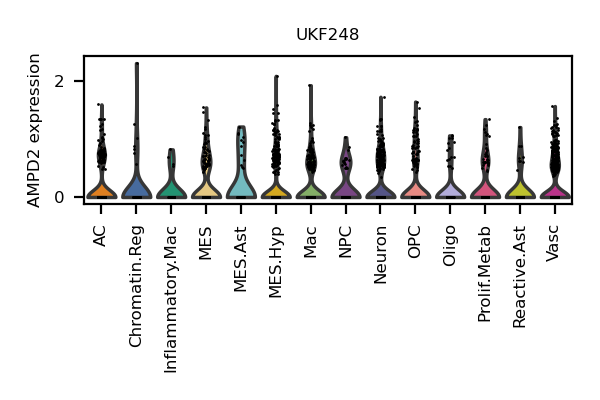 UKF248
AMPD2 expression
2
0
AC
Chromatin.Reg
Inflammatory.Mac
MES
MES.Ast
MES.Hyp
Mac
NPC
Neuron
OPC
Oligo
Prolif.Metab
Reactive.Ast
Vasc